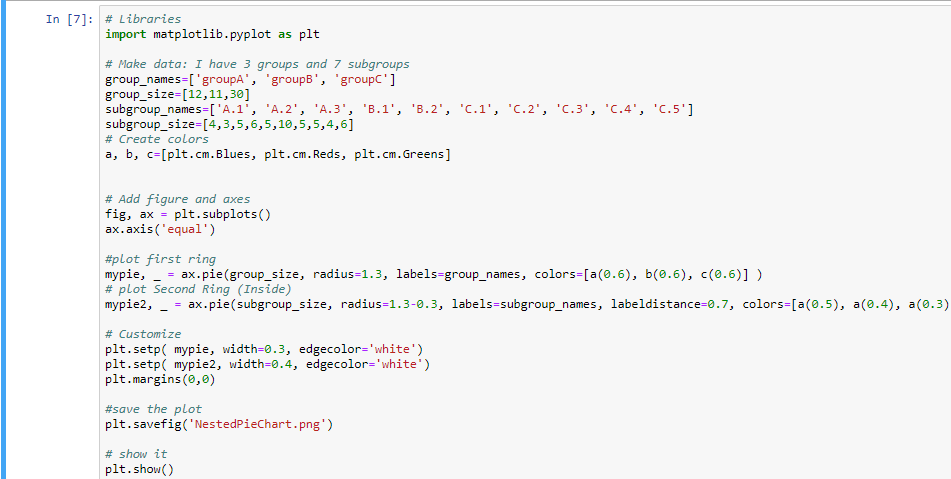 In [7]: # Libraries
import matplotlib.pyplot as plt
# Make data: I have 3 groups and 7 subgroups
group_names=['groupA', 'groupB', 'groupC']
group_size=[12,11,30]
subgroup_names=['A.1', 'A.2', 'A.3', 'B.1', 'B.2', 'C.1', 'C.2', 'C.3', 'C.4', 'C.5']
subgroup_size=[4,3,5,6,5,10,5,5,4,6]
# Create colors
a, b, c=[plt.cm.Blues, plt.cm.Reds, plt.cm.Greens]
# Add figure and axes
fig, ax = plt.subplots()
ax.axis('equal')
#plot first ring
mypie, _ = ax.pie(group_size, radius=1.3, labels=group_names, colors=[a(0.6), b(0.6), c(0.6)] )
# plot Second Ring (Inside)
mypie2, _ = ax.pie(subgroup_size, radius=1.3-0.3, labels=subgroup_names, labeldistance=0.7, colors=[a(0.5), a(0.4), a(0.3)
# Customize
plt.setp( mypie, width=0.3, edgecolor='white')
plt.setp( mypie2, width=0.4, edgecolor='white')
plt.margins(0,0)
#save the plot
plt.savefig('NestedPieChart.png')
# show it
plt.show()